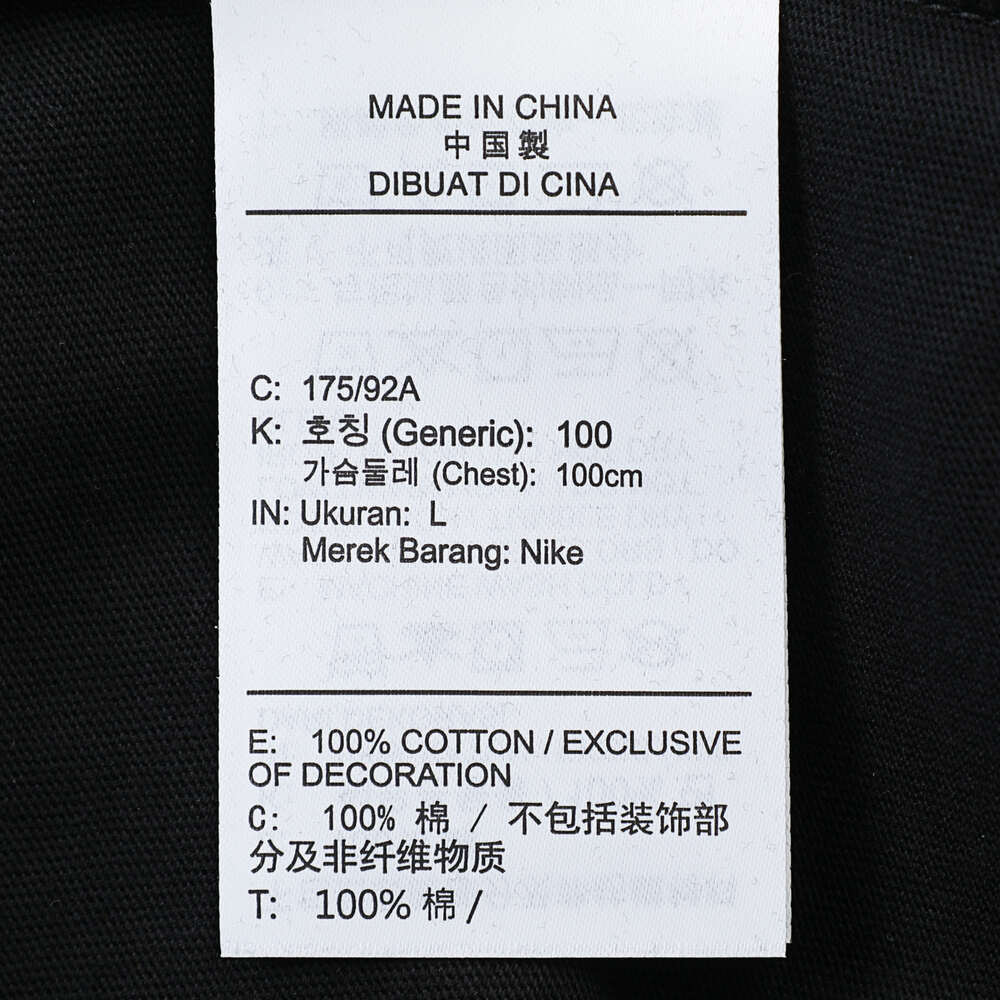 MADE IN CHINA
中国製
DIBUAT DI CINA
C: 175/92A
K: 호칭 (Generic): 100
가슴둘레 (Chest): 100cm
IN: Ukuran: L
Merek Barang: Nike
E: 100% COTTON / EXCLUSIVE
OF DECORATION
C: 100% 棉 / 不包括装饰部
分及非纤维物质
T: 100% 棉 /